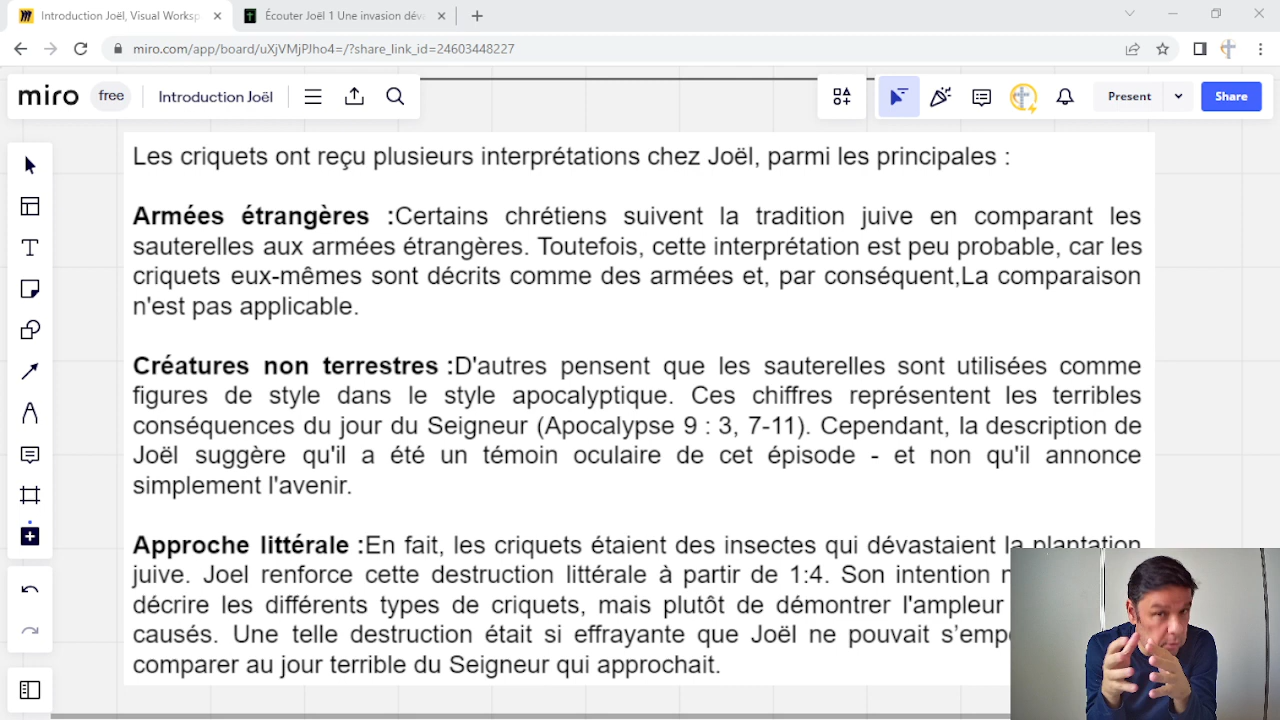 Introduction Joël, Visual Worksp
Écouter Joël 1 Une invasion déva
miro.com/app/board/uXjVMjPJho4=/?share_link_id=24603448227
miro free Introduction Joël Present Share
Les criquets ont reçu plusieurs interprétations chez Joël, parmi les principales :
Armées étrangères :Certains chrétiens suivent la tradition juive en comparant les
sauterelles aux armées étrangères. Toutefois, cette interprétation est peu probable, car les
criquets eux-mêmes sont décrits comme des armées et, par conséquent,La comparaison
n'est pas applicable.
Créatures non terrestres :D'autres pensent que les sauterelles sont utilisées comme
figures de style dans le style apocalyptique. Ces chiffres représentent les terribles
conséquences du jour du Seigneur (Apocalypse 9 : 3, 7-11). Cependant, la description de
Joël suggère qu'il a été un témoin oculaire de cet épisode - et non qu'il annonce
simplement l'avenir.
Approche littérale :En fait, les criquets étaient des insectes qui dévastaient la plantation
juive. Joel renforce cette destruction littérale à partir de 1:4. Son intention
décrire les différents types de criquets, mais plutôt de démontrer l'ampleur
causés. Une telle destruction était si effrayante que Joël ne pouvait
comparer au jour terrible du Seigneur qui approchait.